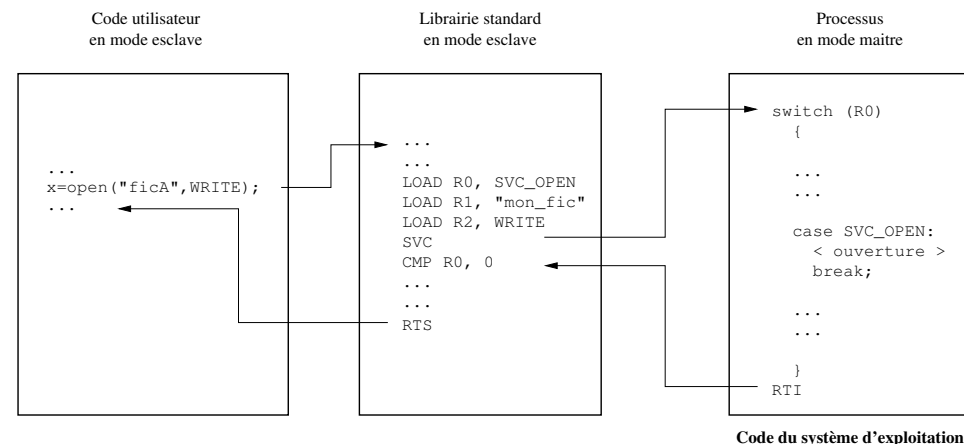 Code utilisateur
en mode esclave
Librairie standard
en mode esclave
Processus
en mode maitre
...
x=open("ficA",WRITE);
...
...
...
LOAD R0, SVC_OPEN
LOAD R1, "mon_fic"
LOAD R2, WRITE
SVC
CMP R0, 0
...
...
RTS
switch (R0)
{
...
...
case SVC_OPEN:
< ouverture >
break;
...
...
}
RTI
Code du système d'exploitation